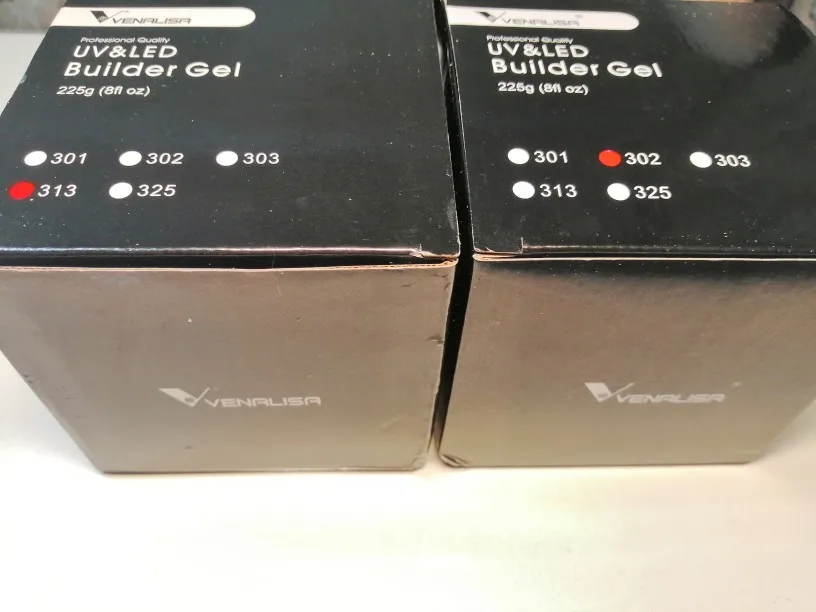 VENALISA
Professional Quality
UV&LED
Builder Gel
225g (8fl oz)
301 302 303
313 325
VENALISA
VENALISA
Professional Quality
UV&LED
Builder Gel
225g (8fl oz)
301 302 303
313 325
VENALISA